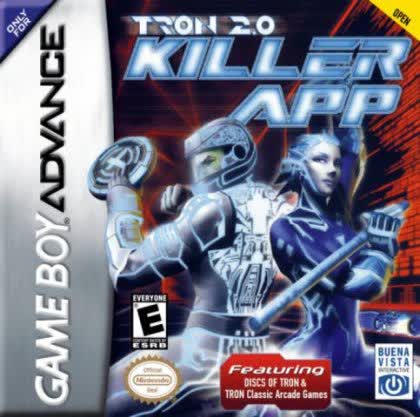 ONLY
FOR
OPEN
TRON 2.0
KILLER
APP
GAME BOY ADVANCE
EVERYONE
E
CONTENT RATED BY
ESRB
Official
Nintendo
Seal
Featuring
DISCS OF TRON &
TRON Classic Arcade Games
BUENA
VISTA
INTERACTIVE